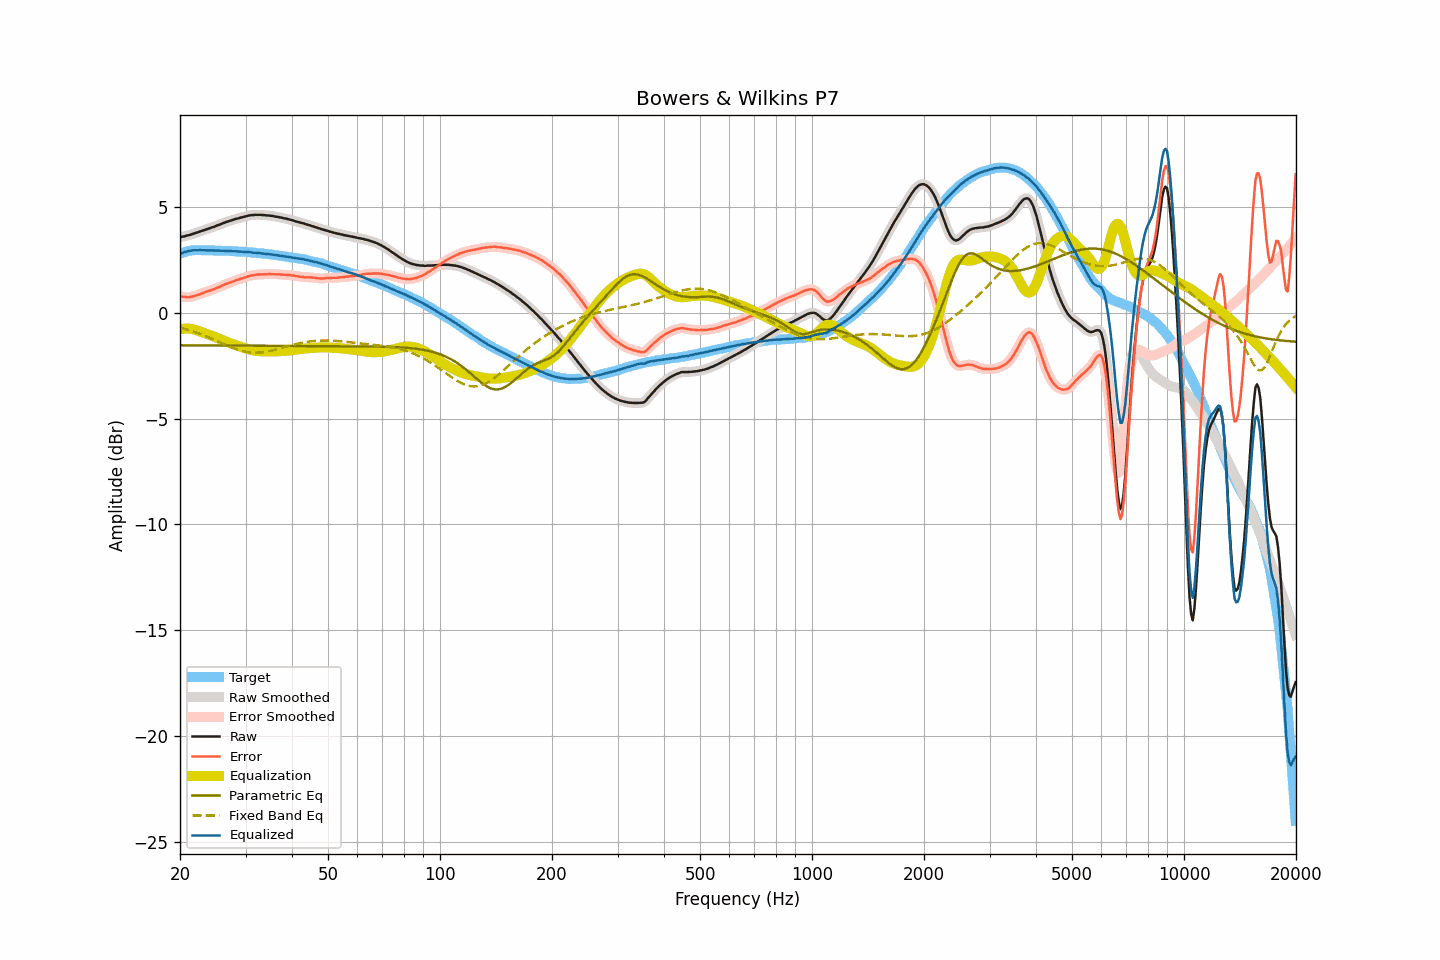 Bowers & Wilkins P7
Amplitude (dBr)
5
0
−5
−10
−15
−20
−25
Target
Raw Smoothed
Error Smoothed
Raw
Error
Equalization
Parametric Eq
Fixed Band Eq
Equalized
20 50 100 200 500 1000 2000 5000 10000 20000
Frequency (Hz)